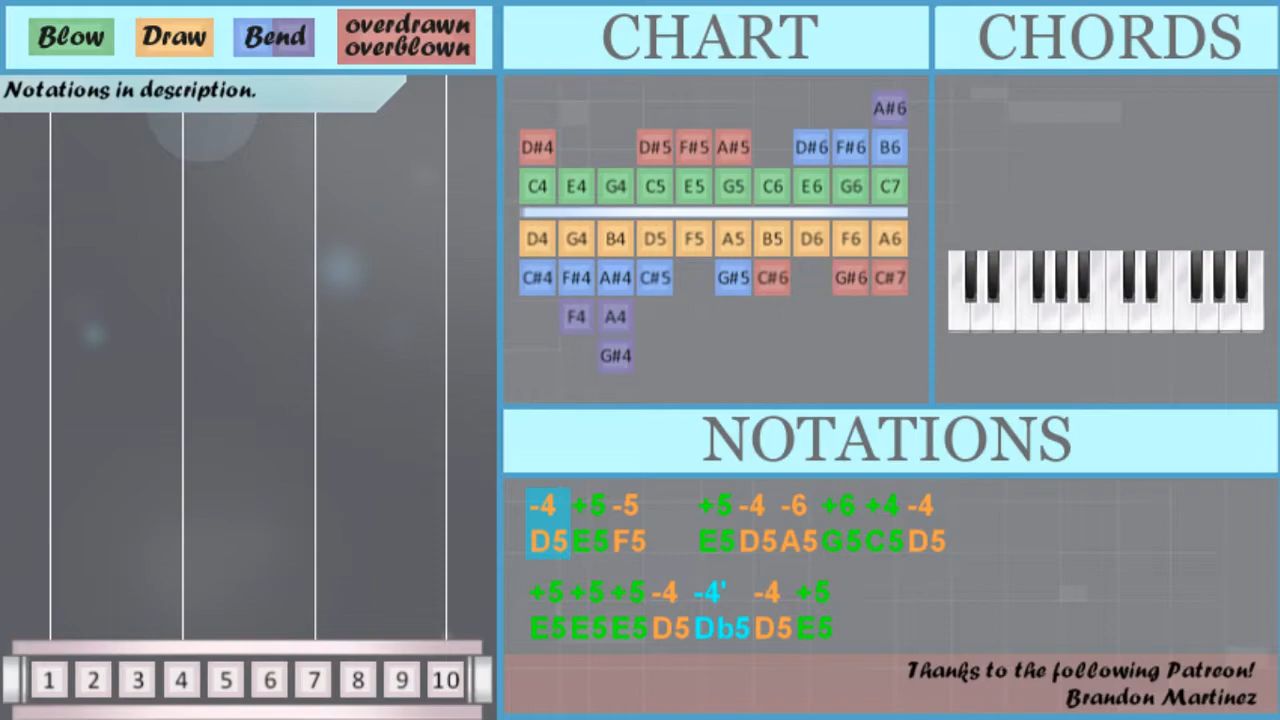 Blow Draw Bend overdrawn overblown
Notations in description.
CHART
A#6
D#4 D#5 F#5 A#5 D#6 F#6 B6
C4 E4 G4 C5 E5 G5 C6 E6 G6 C7
D4 G4 B4 D5 F5 A5 B5 D6 F6 A6
C#4 F#4 A#4 C#5 G#5 C#6 G#6 C#7
F4 A4
G#4
CHORDS
NOTATIONS
-4 +5 -5 +5 -4 -6 +6 +4 -4
D5 E5 F5 E5 D5 A5 G5 C5 D5
+5 +5 +5 -4 -4' -4 +5
E5 E5 E5 D5 Db5 D5 E5
Thanks to the following Patreon!
Brandon Martinez
1 2 3 4 5 6 7 8 9 10